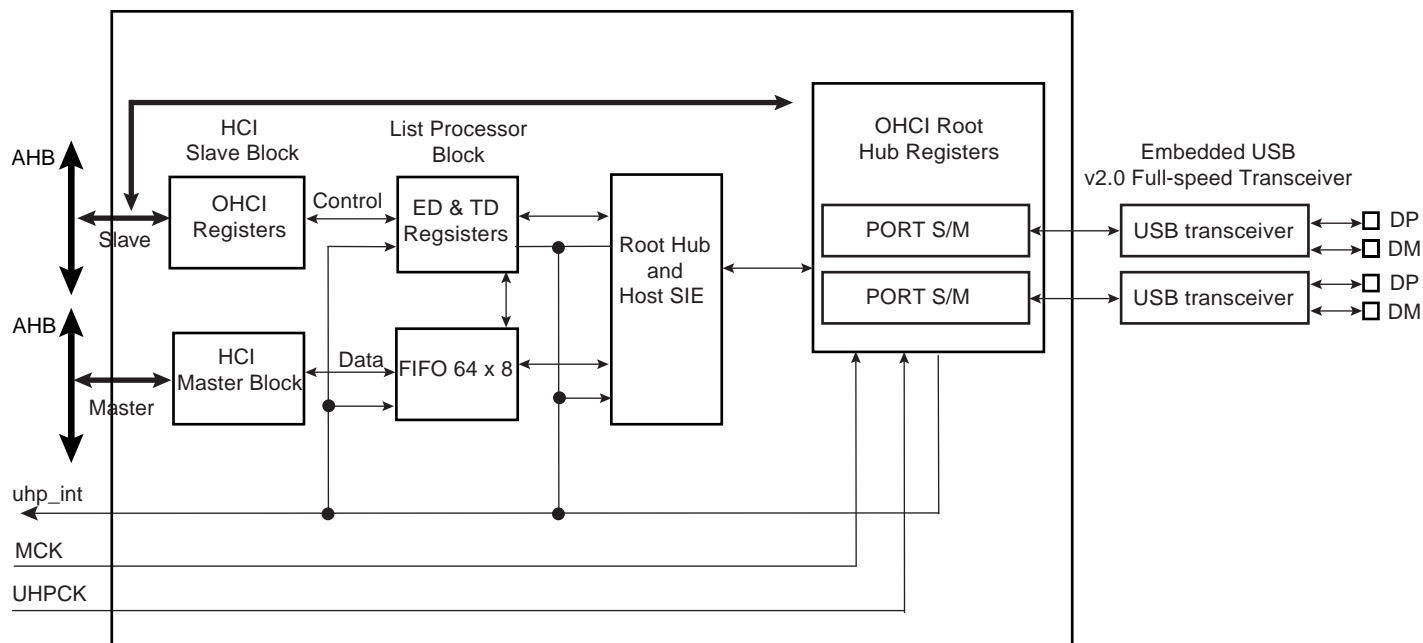 HCI
Slave Block
List Processor
Block
OHCI Root
Hub Registers
Embedded USB
v2.0 Full-speed Transceiver
AHB
Slave
OHCI
Registers
Control
ED & TD
Regsisters
Root Hub
and
Host SIE
PORT S/M
USB transceiver
DP
DM
PORT S/M
USB transceiver
DP
DM
AHB
Master
HCI
Master Block
Data
FIFO 64 x 8
uhp_int
MCK
UHPCK